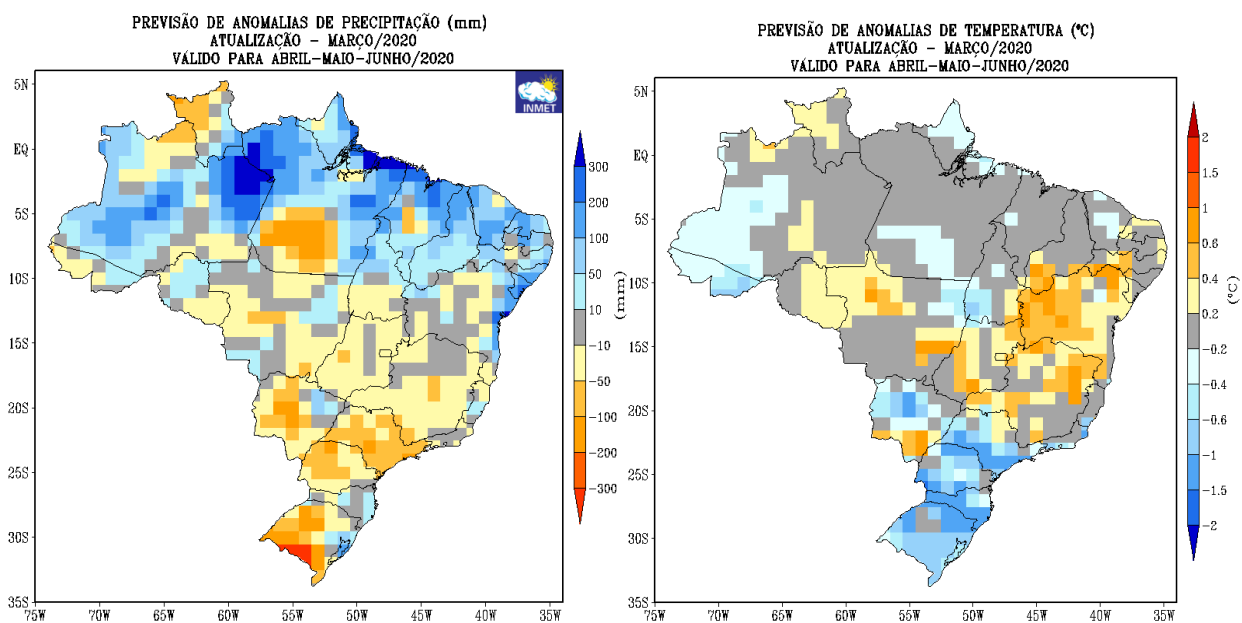 PREVISÃO DE ANOMALIAS DE PRECIPITAÇÃO (mm)
ATUALIZAÇÃO - MARÇO/2020
VÁLIDO PARA ABRIL-MAIO-JUNHO/2020
INMET
5N
EQ
5S
10S
15S
20S
25S
30S
35S
75W 70W 65W 60W 55W 50W 45W 40W 35W
300
200
100
50
10
-10
-50
-100
-200
-300
(mm)
PREVISÃO DE ANOMALIAS DE TEMPERATURA (°C)
ATUALIZAÇÃO - MARÇO/2020
VÁLIDO PARA ABRIL-MAIO-JUNHO/2020
5N
EQ
5S
10S
15S
20S
25S
30S
35S
75W 70W 65W 60W 55W 50W 45W 40W 35W
2
1.5
1
0.6
0.4
0.2
-0.2
-0.4
-0.6
-1
-1.5
-2
(°C)